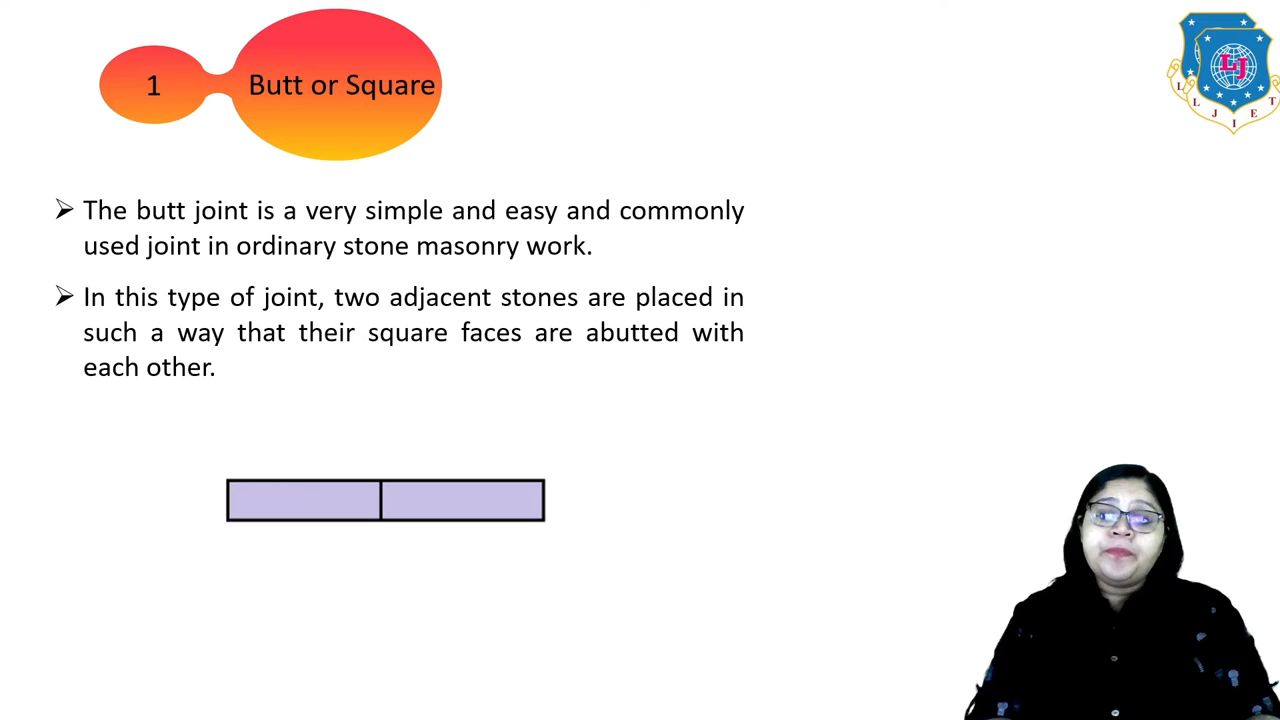 1
Butt or Square
LJ
L
L
J
I
E
T
➢ The butt joint is a very simple and easy and commonly
used joint in ordinary stone masonry work.
➢ In this type of joint, two adjacent stones are placed in
such a way that their square faces are abutted with
each other.